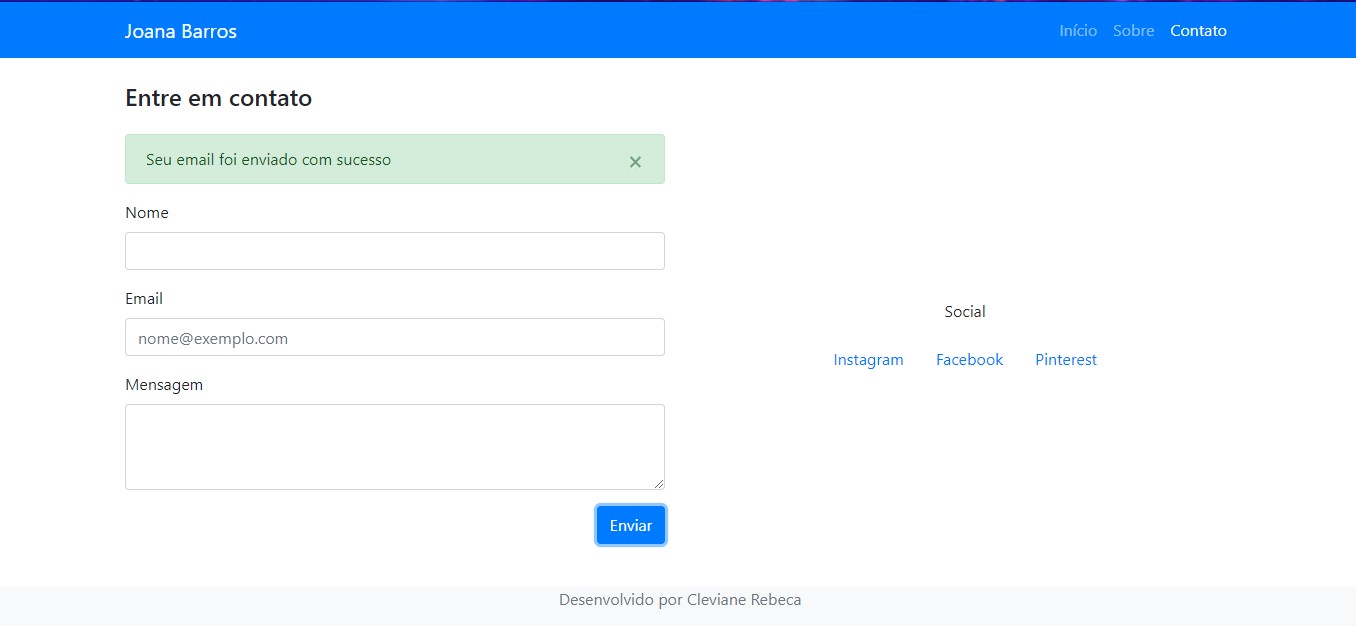 Joana Barros
Início Sobre Contato
Entre em contato
Seu email foi enviado com sucesso ×
Nome
Email
nome@exemplo.com
Mensagem
Enviar
Social
Instagram Facebook Pinterest
Desenvolvido por Cleviane Rebeca